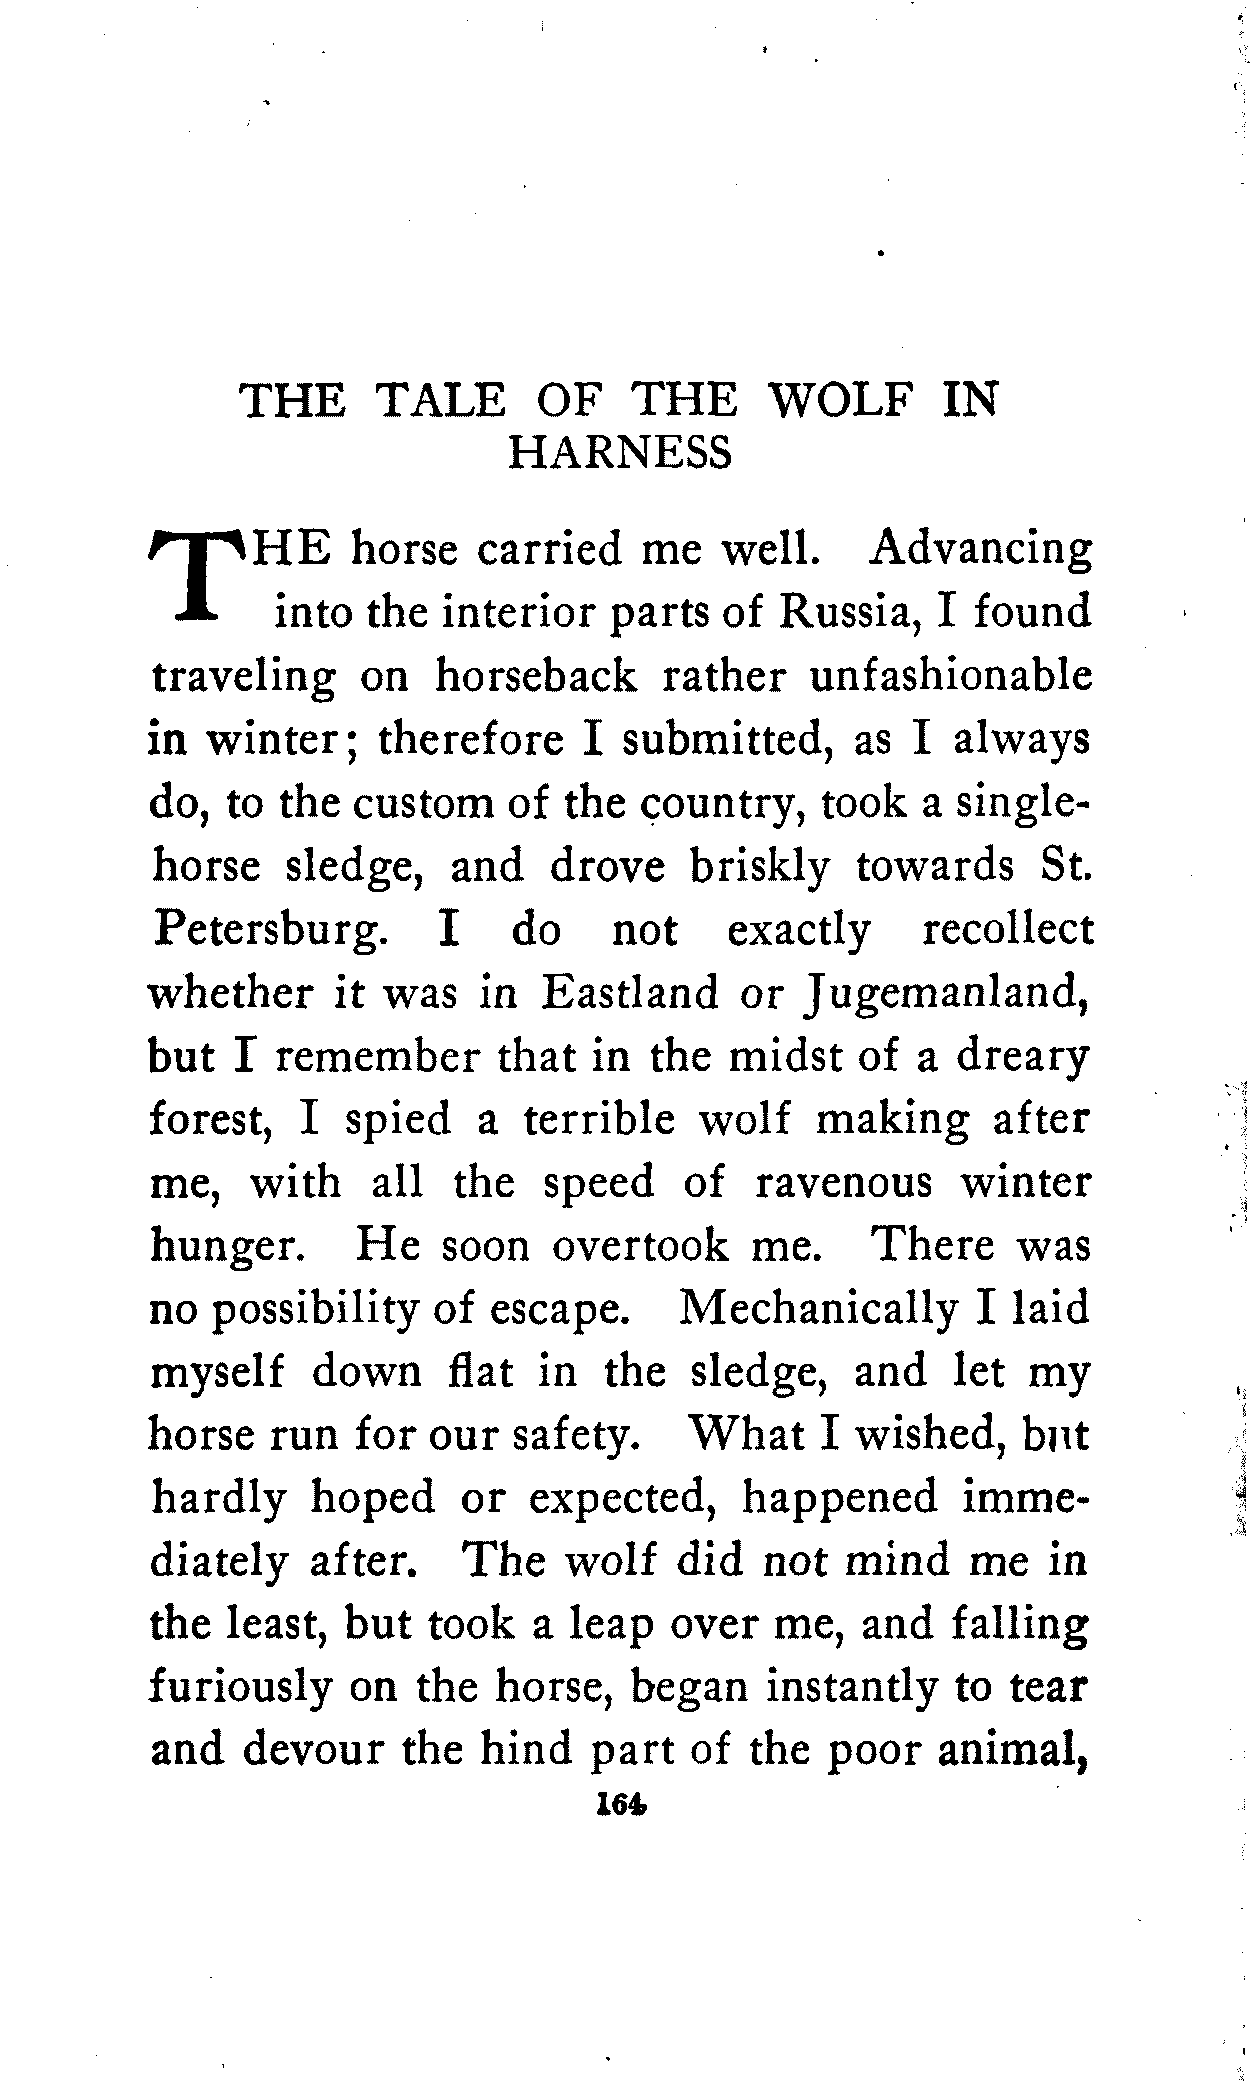 THE TALE OF THE WOLF IN
HARNESS
THE horse carried me well. Advancing
into the interior parts of Russia, I found
traveling on horseback rather unfashionable
in winter; therefore I submitted, as I always
do, to the custom of the country, took a single-
horse sledge, and drove briskly towards St.
Petersburg. I do not exactly recollect
whether it was in Eastland or Jugemanland,
but I remember that in the midst of a dreary
forest, I spied a terrible wolf making after
me, with all the speed of ravenous winter
hunger. He soon overtook me. There was
no possibility of escape. Mechanically I laid
myself down flat in the sledge, and let my
horse run for our safety. What I wished, but
hardly hoped or expected, happened imme-
diately after. The wolf did not mind me in
the least, but took a leap over me, and falling
furiously on the horse, began instantly to tear
and devour the hind part of the poor animal,
164